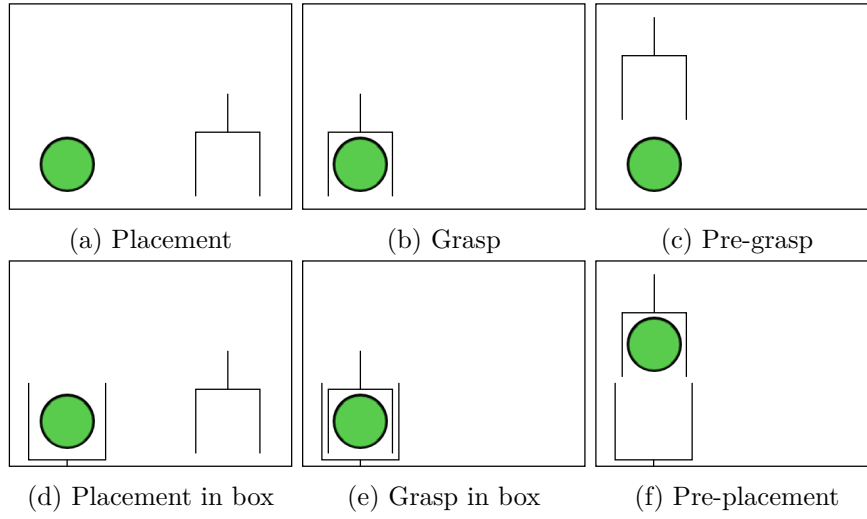 (a) Placement
(b) Grasp
(c) Pre-grasp
(d) Placement in box
(e) Grasp in box
(f) Pre-placement